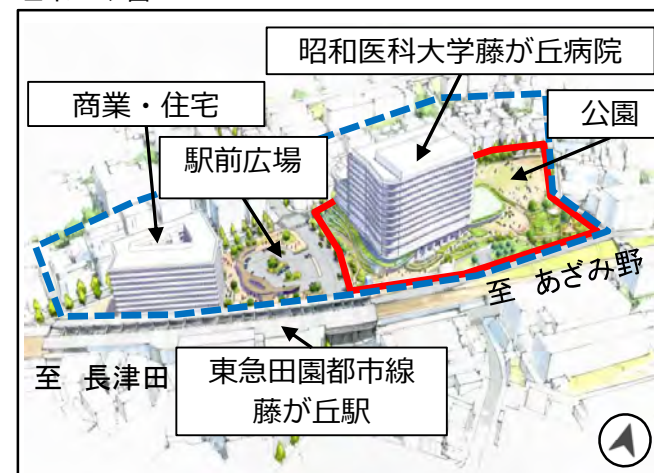 昭和医科大学藤が丘病院
商業・住宅
公園
駅前広場
至 あざみ野
至 長津田
東急田園都市線
藤が丘駅